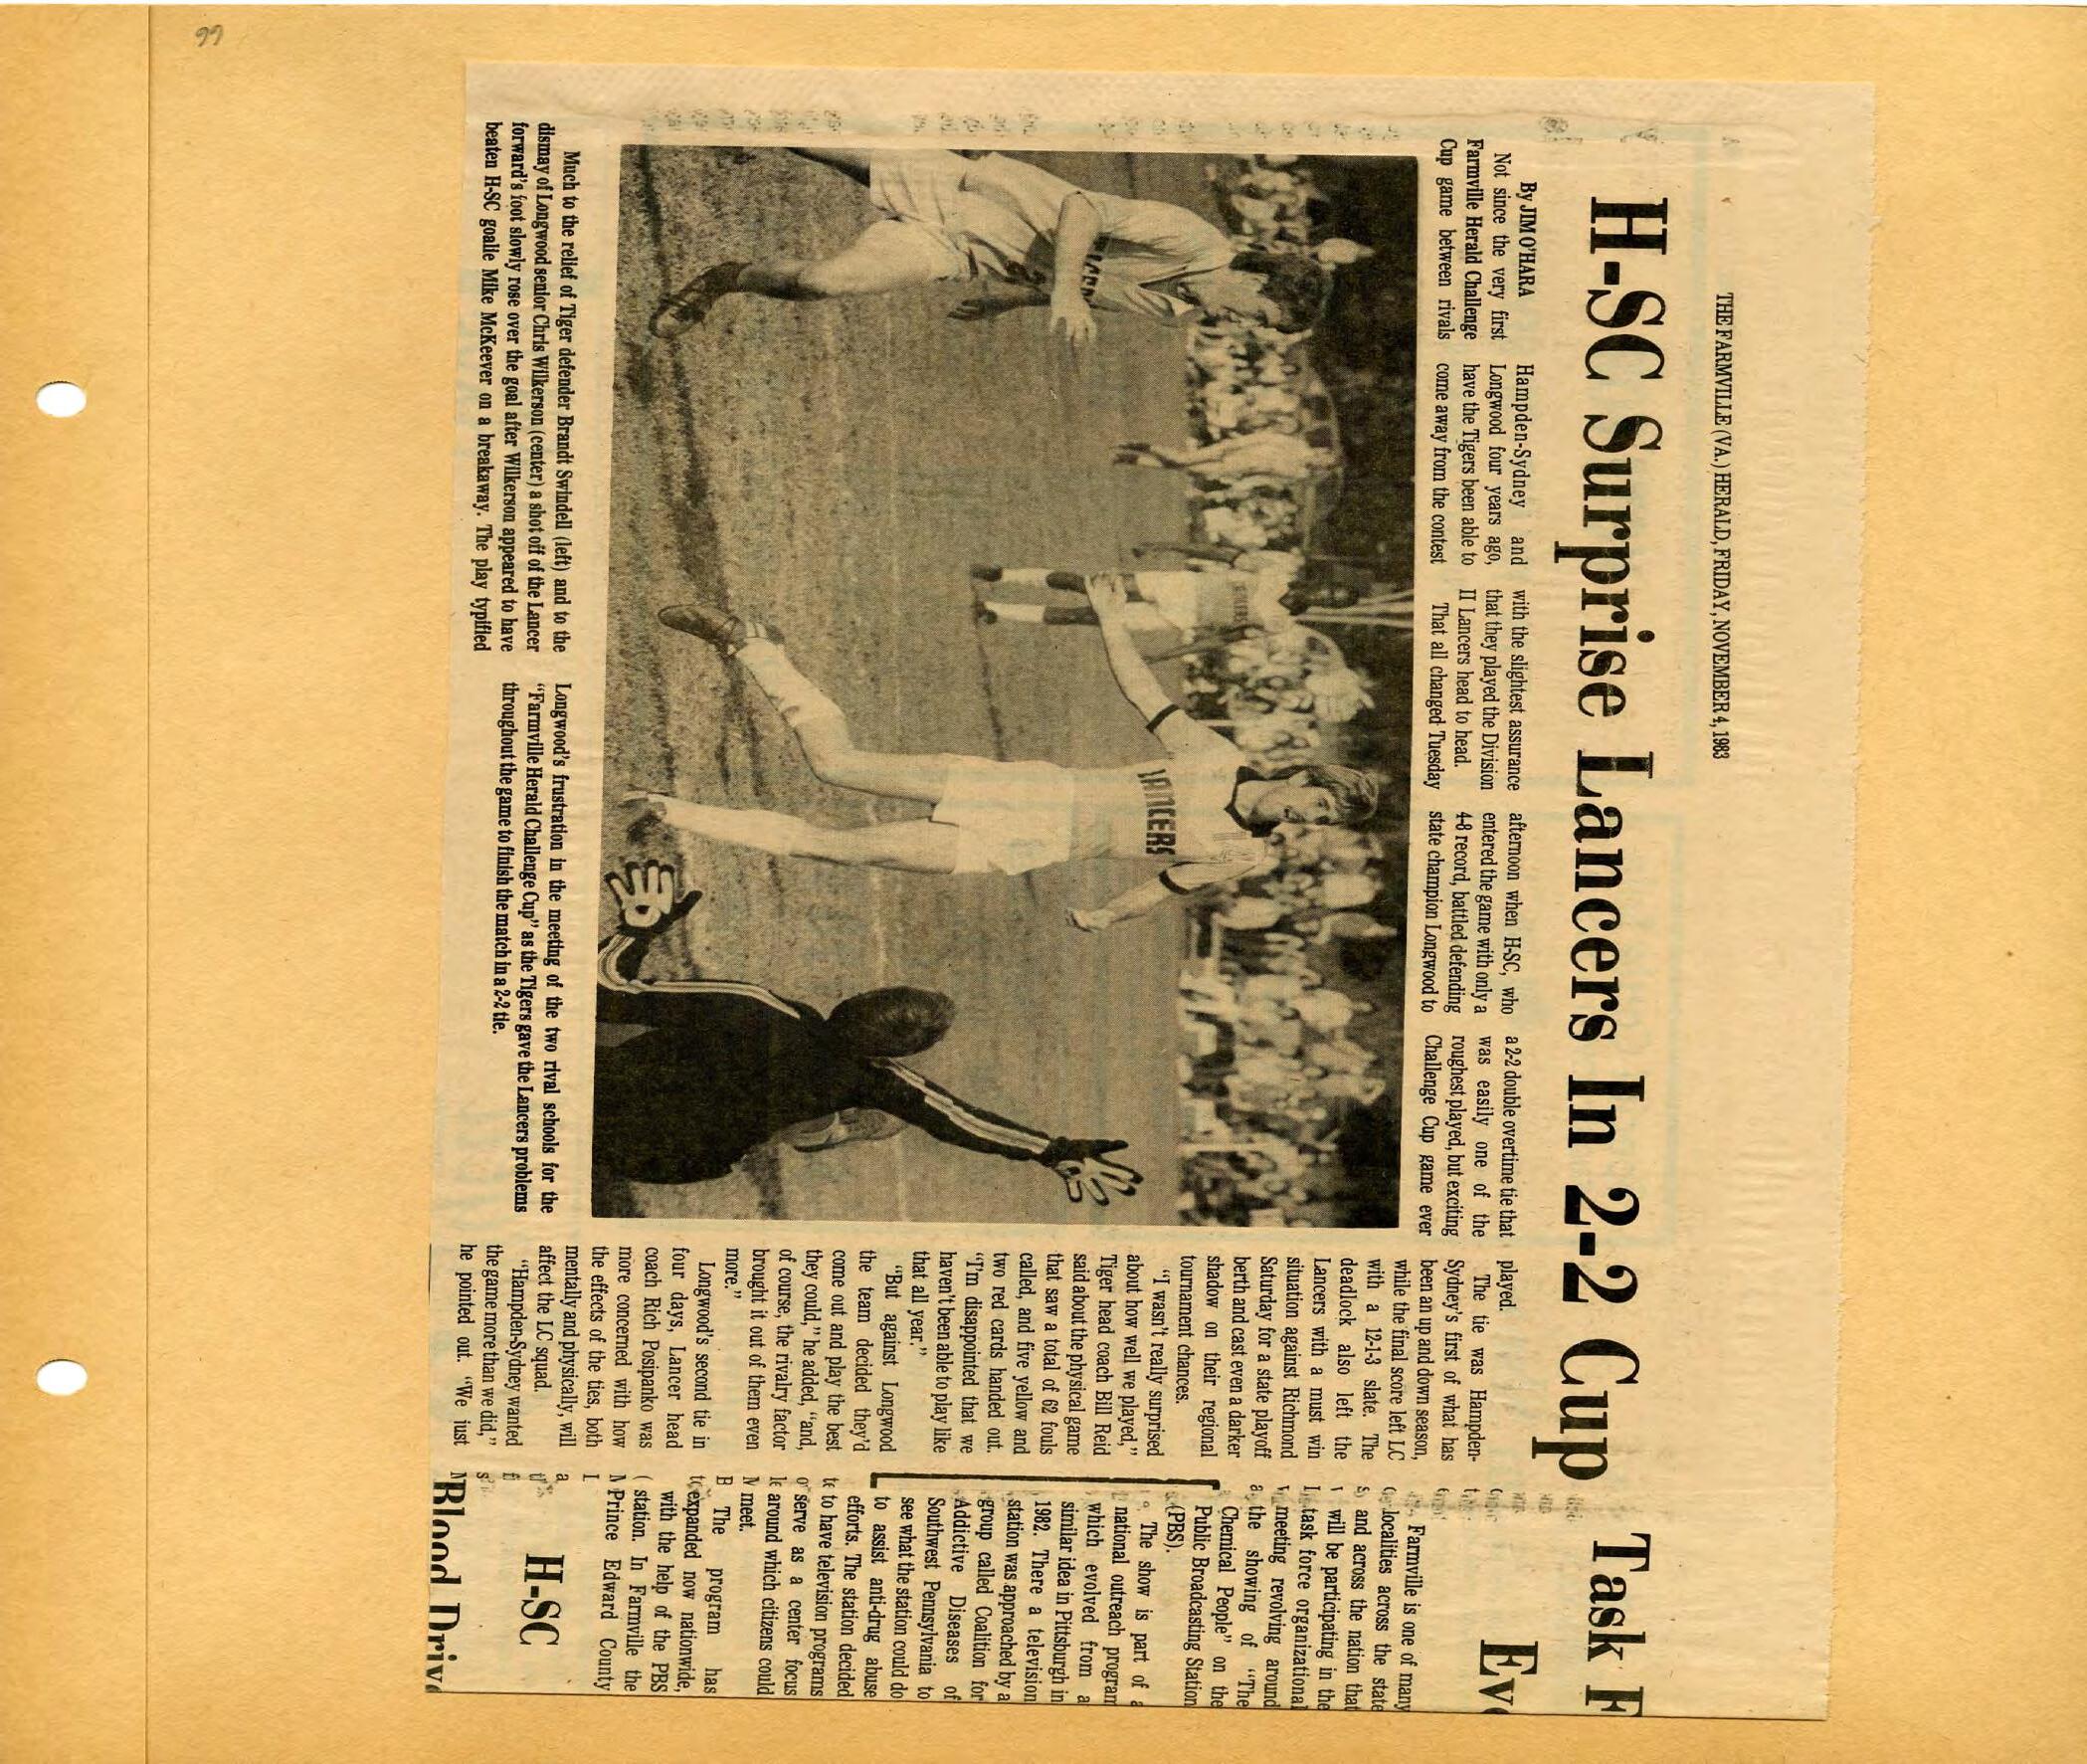 THE FARMVILLE (VA.) HERALD, FRIDAY, NOVEMBER 4, 1983
H-SC Surprise Lancers In 2-2 Cup
By JIM O'HARA
Not since the very first
Farmville Herald Challenge
Cup game between rivals
Hampden-Sydney and
Longwood four years ago,
have the Tigers been able to
come away from the contest
with the slightest assurance
that they played the Division
II Lancers head to head.
That all changed Tuesday
afternoon when H-SC, who
entered the game with only a
4-8 record, battled defending
state champion Longwood to
a 2-2 double overtime tie that
was easily one of the
roughest played, but exciting
Challenge Cup game ever
played.
The tie was Hampden-
Sydney's first of what has
been an up and down season,
while the final score left LC
with a 12-1-3 slate. The
deadlock also left the
Lancers with a must win
situation against Richmond
Saturday for a state playoff
berth and cast even a darker
shadow on their regional
tournament chances.
"I wasn't really surprised
about how well we played,"
Tiger head coach Bill Reid
said about the physical game
that saw a total of 62 fouls
called, and five yellow and
two red cards handed out.
"I'm disappointed that we
haven't been able to play like
that all year."
"But against Longwood
the team decided they'd
come out and play the best
they could," he added, "and,
of course, the rivalry factor
brought it out of them even
more."
Longwood's second tie in
four days, Lancer head
coach Rich Posipanko was
more concerned with how
the effects of the ties, both
mentally and physically, will
affect the LC squad.
"Hampden-Sydney wanted
the game more than we did,"
he pointed out. "We just
LANCERS
Much to the relief of Tiger defender Brandt Swindell (left) and to the
dismay of Longwood senior Chris Wilkerson (center) a shot off of the Lancer
forward's foot slowly rose over the goal after Wilkerson appeared to have
beaten H-SC goalie Mike McKeever on a breakaway. The play typified
Longwood's frustration in the meeting of the two rival schools for the
"Farmville Herald Challenge Cup" as the Tigers gave the Lancers problems
throughout the game to finish the match in a 2-2 tie.
Task F
Ev
Farmville is one of many
localities across the state
and across the nation that
will be participating in the
task force organizational
meeting revolving around
the showing of "The
Chemical People" on the
Public Broadcasting Station
(PBS).
The show is part of a
national outreach program
which evolved from a
similar idea in Pittsburgh in
1982. There a television
station was approached by a
group called Coalition for
Addictive Diseases of
Southwest Pennsylvania to
see what the station could do
to assist anti-drug abuse
efforts. The station decided
to have television programs
serve as a center focus
around which citizens could
meet.
The program has
expanded now nationwide,
with the help of the PBS
station. In Farmville the
Prince Edward County
H-SC
Blood Driv
99